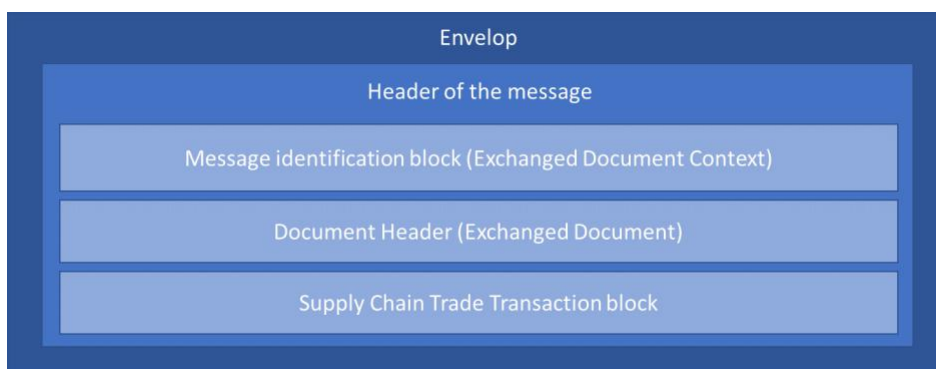 Envelop
Header of the message
Message identification block (Exchanged Document Context)
Document Header (Exchanged Document)
Supply Chain Trade Transaction block